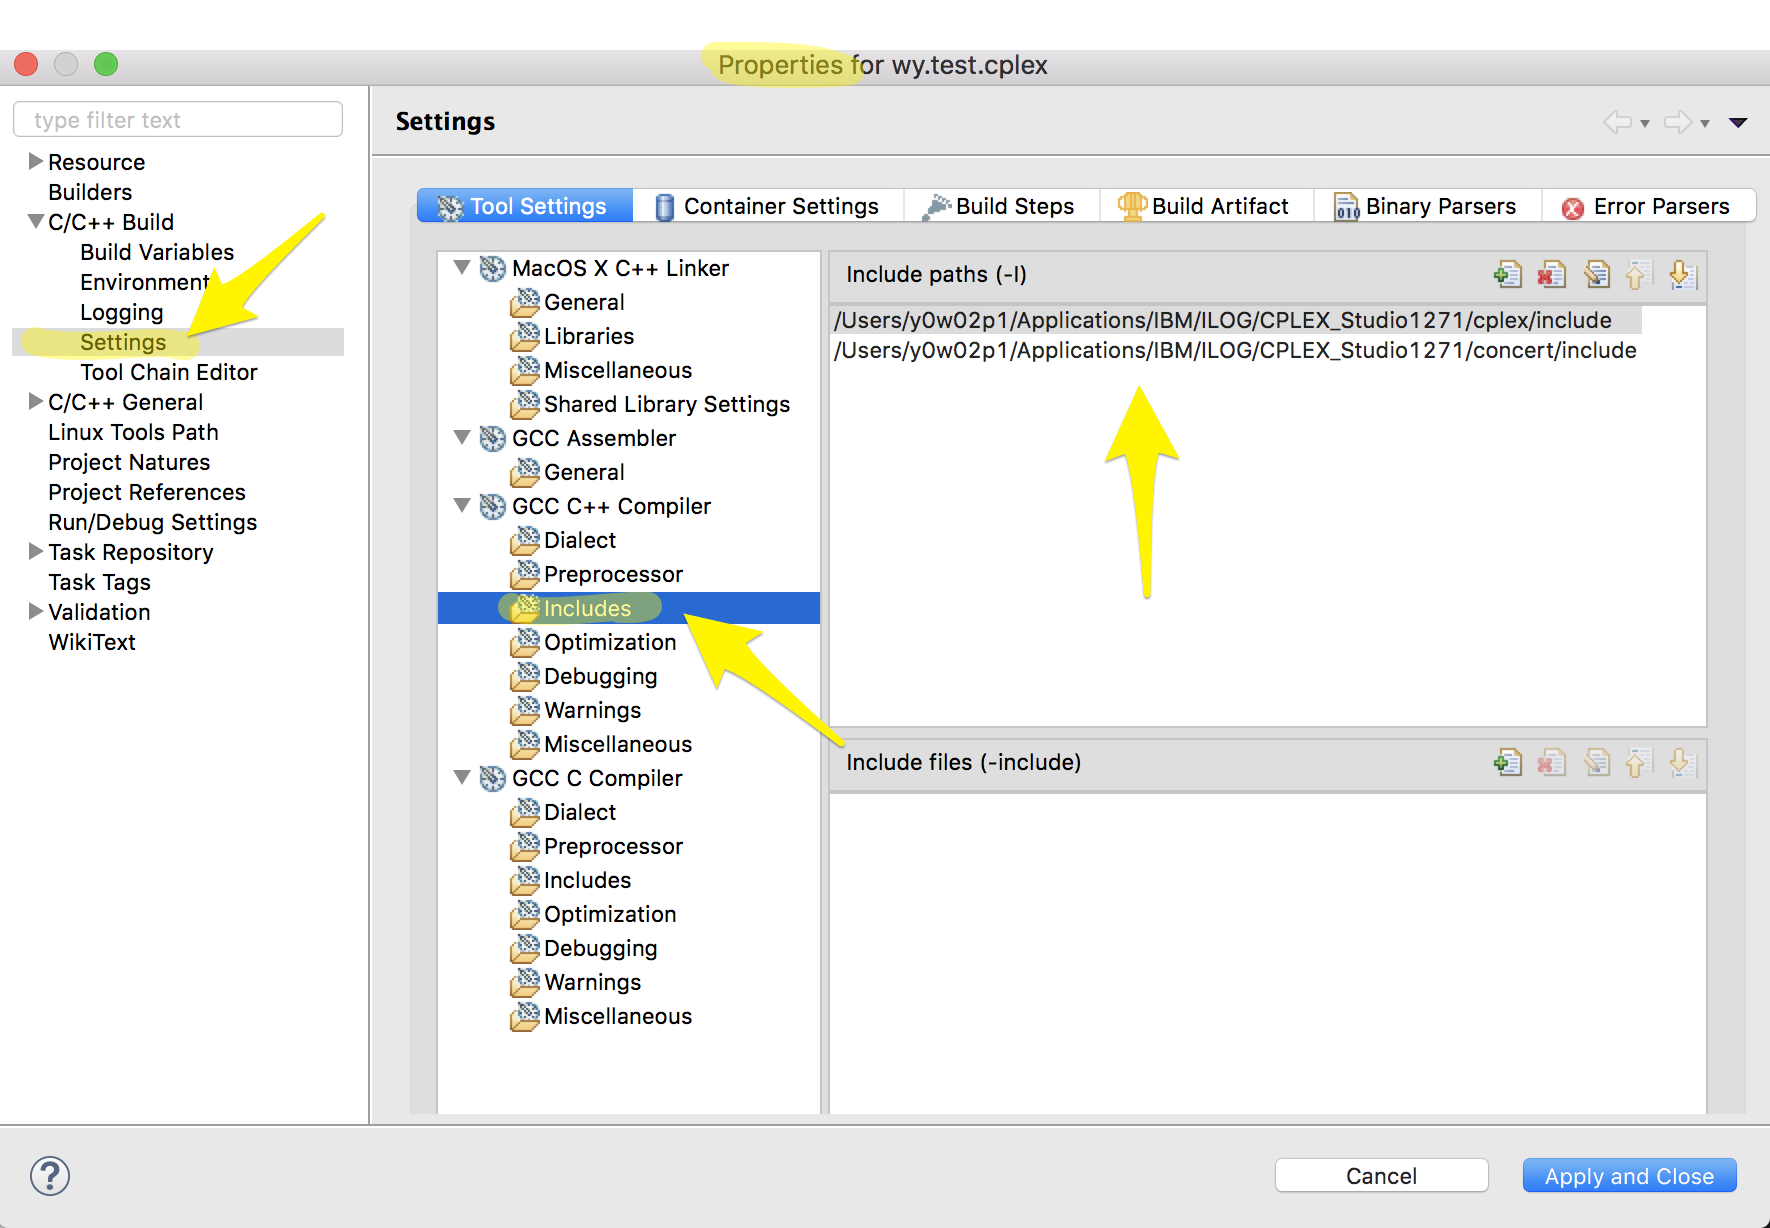 Properties for wy.test.cplex
type filter text
Settings
Resource
Builders
C/C++ Build
Build Variables
Environment
Logging
Settings
Tool Chain Editor
C/C++ General
Linux Tools Path
Project Natures
Project References
Run/Debug Settings
Task Repository
Task Tags
Validation
WikiText
Tool Settings
Container Settings
Build Steps
Build Artifact
010
Binary Parsers
Error Parsers
MacOS X C++ Linker
General
Libraries
Miscellaneous
Shared Library Settings
GCC Assembler
General
GCC C++ Compiler
Dialect
Preprocessor
Includes
Optimization
Debugging
Warnings
Miscellaneous
GCC C Compiler
Dialect
Preprocessor
Includes
Optimization
Debugging
Warnings
Miscellaneous
Include paths (-I)
/Users/y0w02p1/Applications/IBM/ILOG/CPLEX_Studio1271/cplex/include
/Users/y0w02p1/Applications/IBM/ILOG/CPLEX_Studio1271/concert/include
Include files (-include)
?
Cancel
Apply and Close